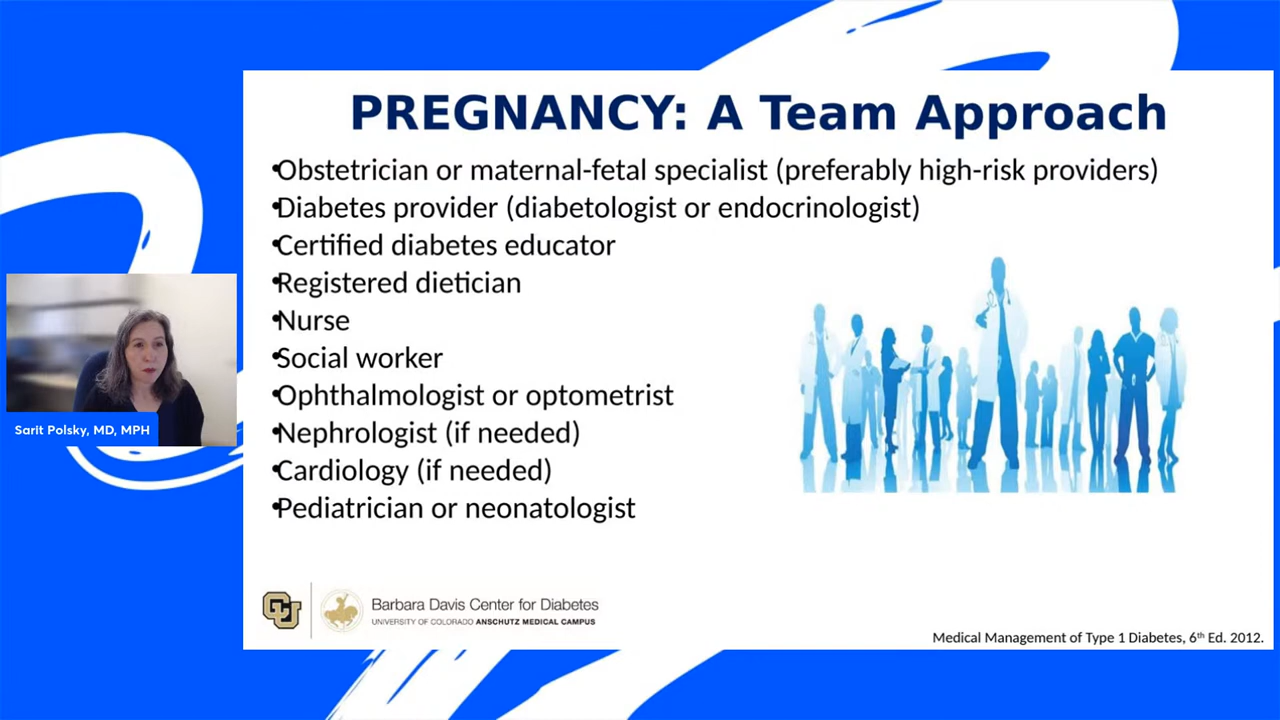 PREGNANCY: A Team Approach
•Obstetrician or maternal-fetal specialist (preferably high-risk providers)
•Diabetes provider (diabetologist or endocrinologist)
•Certified diabetes educator
•Registered dietician
•Nurse
•Social worker
•Ophthalmologist or optometrist
•Nephrologist (if needed)
•Cardiology (if needed)
•Pediatrician or neonatologist
Sarit Polsky, MD, MPH
CU
Barbara Davis Center for Diabetes
UNIVERSITY OF COLORADO ANSCHUTZ MEDICAL CAMPUS
Medical Management of Type 1 Diabetes, 6th Ed. 2012.